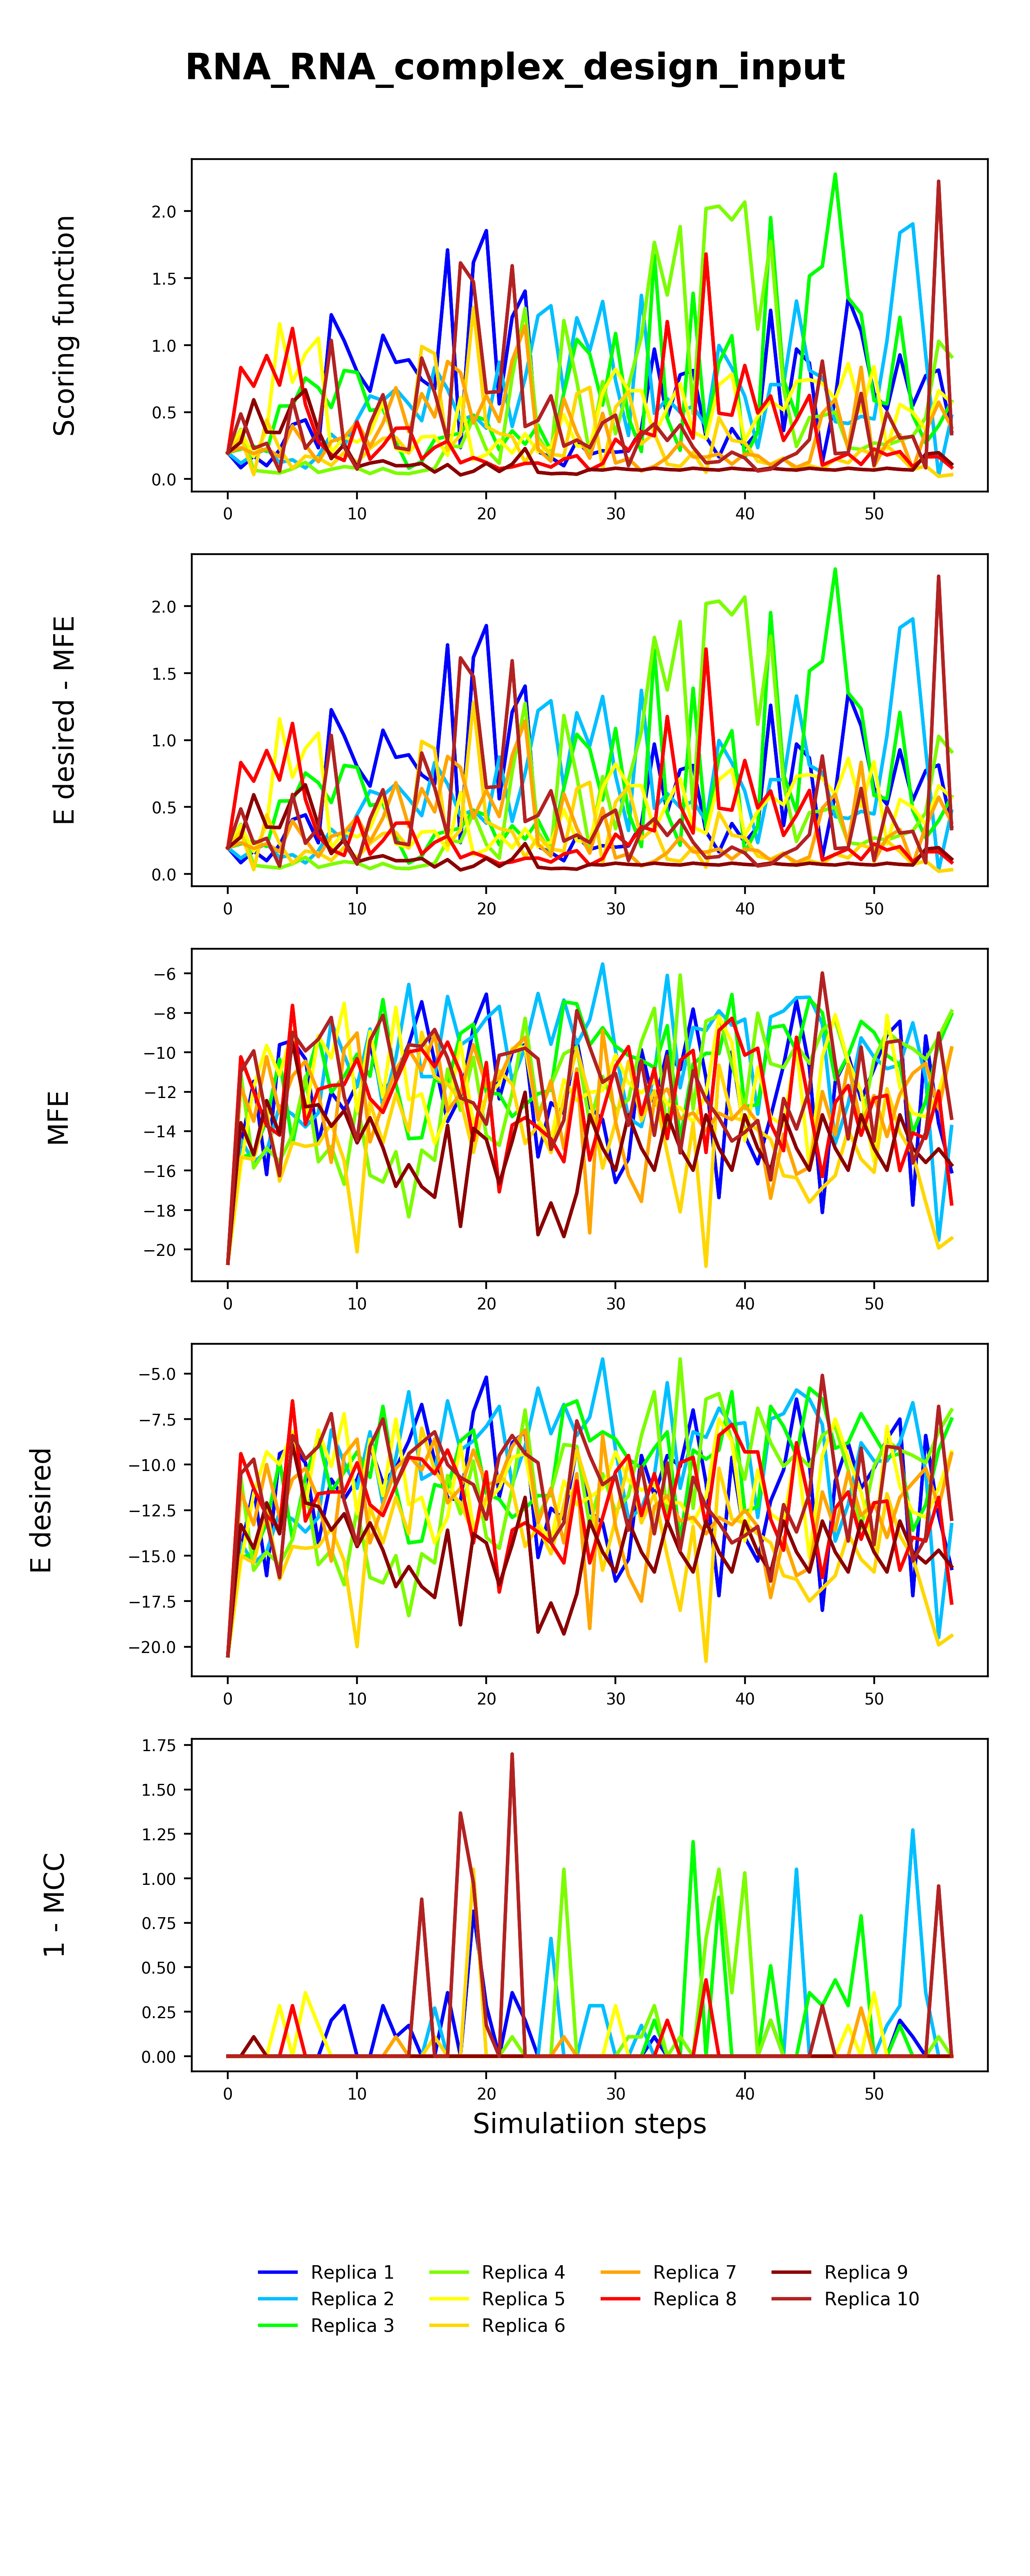 RNA_RNA_complex_design_input
Scoring function
2.0
1.5
1.0
0.5
0.0
0 10 20 30 40 50
E desired - MFE
2.0
1.5
1.0
0.5
0.0
0 10 20 30 40 50
MFE
−6
−8
−10
−12
−14
−16
−18
−20
0 10 20 30 40 50
E desired
−5.0
−7.5
−10.0
−12.5
−15.0
−17.5
−20.0
0 10 20 30 40 50
1 - MCC
1.75
1.50
1.25
1.00
0.75
0.50
0.25
0.00
0 10 20 30 40 50
Simulatiion steps
Replica 1 Replica 4 Replica 7 Replica 9
Replica 2 Replica 5 Replica 8 Replica 10
Replica 3 Replica 6